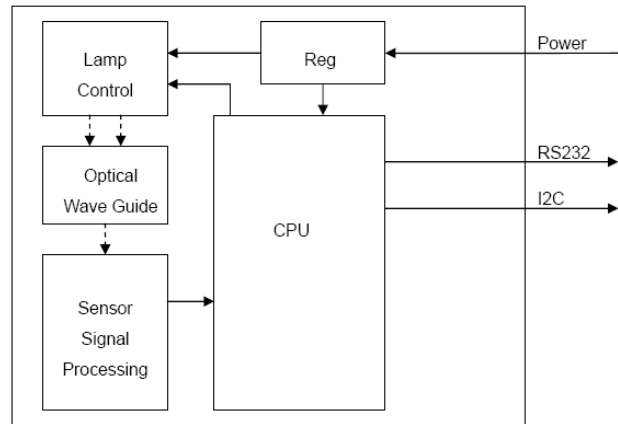 Lamp
Control
Reg
Power
RS232
I2C
Optical
Wave Guide
CPU
Sensor
Signal
Processing